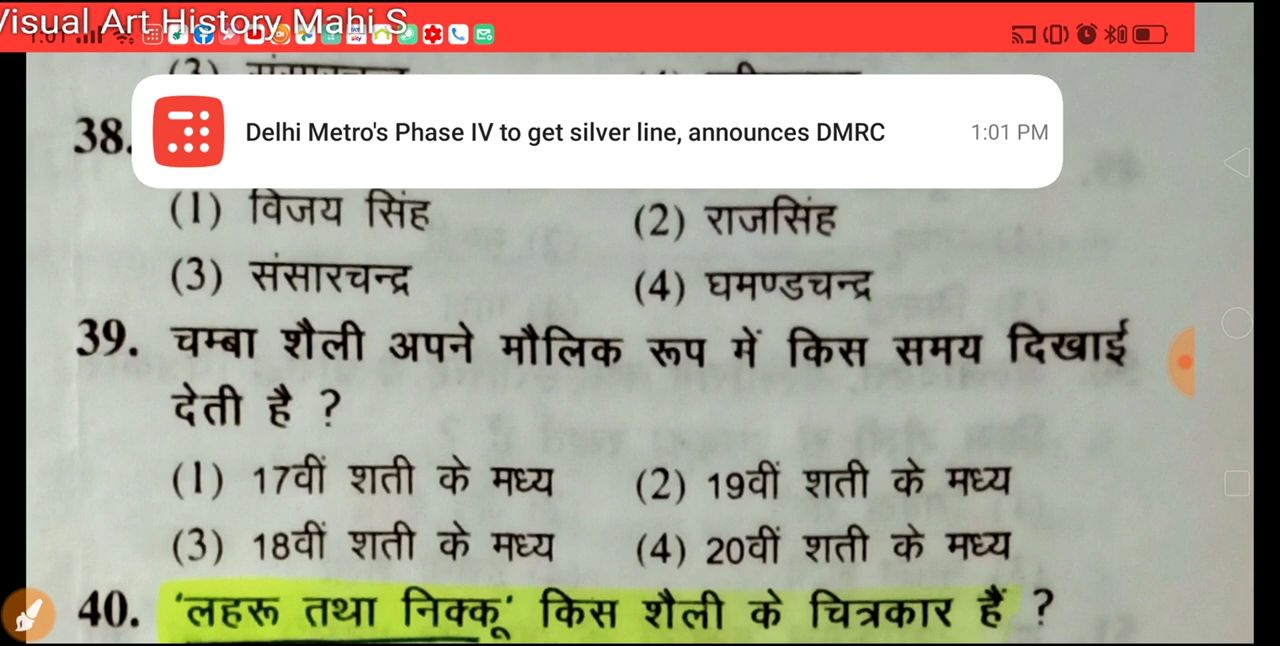 Visual Art History Mahi S
1:01
38.
Delhi Metro's Phase IV to get silver line, announces DMRC 1:01 PM
(1) विजय सिंह (2) राजसिंह
(3) संसारचन्द्र (4) घमण्डचन्द्र
39. चम्बा शैली अपने मौलिक रूप में किस समय दिखाई
देती है ?
(1) 17वीं शती के मध्य (2) 19वीं शती के मध्य
(3) 18वीं शती के मध्य (4) 20वीं शती के मध्य
40. 'लहरू तथा निक्कू' किस शैली के चित्रकार हैं ?